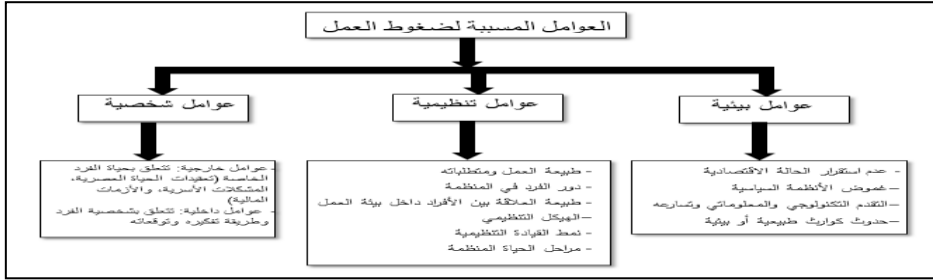 العوامل المسببة لضغوط العمل
عوامل بيئية
عوامل تنظيمية
عوامل شخصية
- عدم استقرار الحالة الاقتصادية
-غموض الأنظمة السياسية
-التقدم التكنولوجي والمعلوماتي وتسارعه
-حدوث كوارث طبيعية أو بيئية
- طبيعة العمل ومتطلباته
- دور الفرد في المنظمة
- طبيعة العلاقة بين الأفراد داخل بيئة العمل
-الهيكل التنظيمي
- نمط القيادة التنظيمية
- مراحل الحياة المنظمة
-عوامل خارجية: تتعلق بحياة الفرد
الخاصة (تعقيدات الحياة العصرية،
المشكلات الأسرية، والأزمات
المالية)
- عوامل داخلية: تتعلق بشخصية الفرد
وطريقة تفكيره وتوقعاته